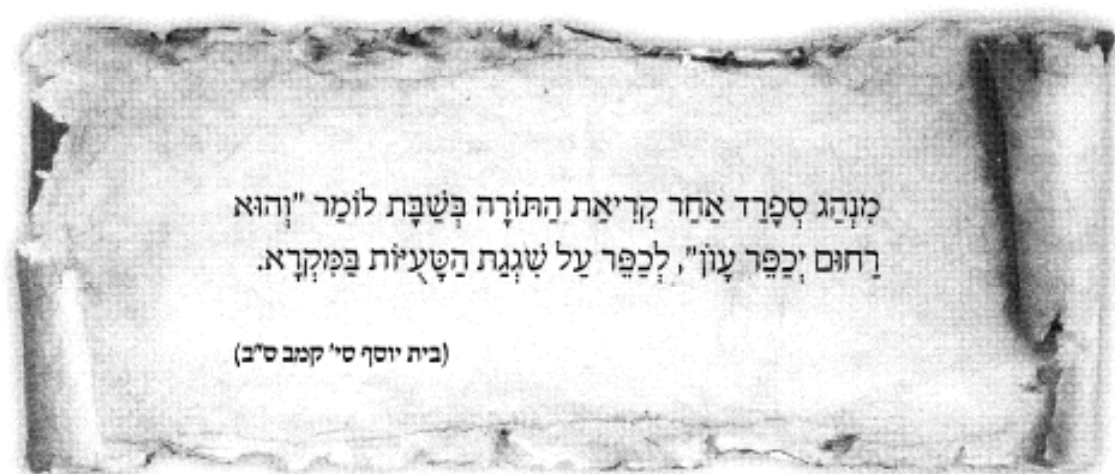 מִנְהַג סְפָרַד אַחַר קְרִיאַת הַתּוֹרָה בְּשַׁבָּת לוֹמַר "וְהוּא
רַחוּם יְכַפֵּר עָוֹן", לְכַפֵּר עַל שִׁגְגַת הַטָּעֻיּוֹת בַּמִּקְרָא.
(בית יוסף סי' קמב ס"ב)